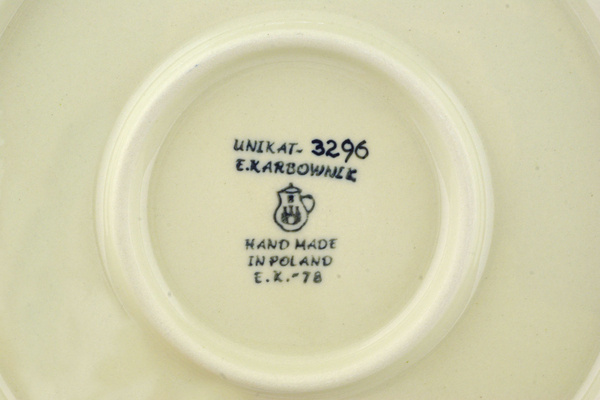 UNIKAT- 3296
E.KARBOWNIK
HAND MADE
IN POLAND
E.K.-78